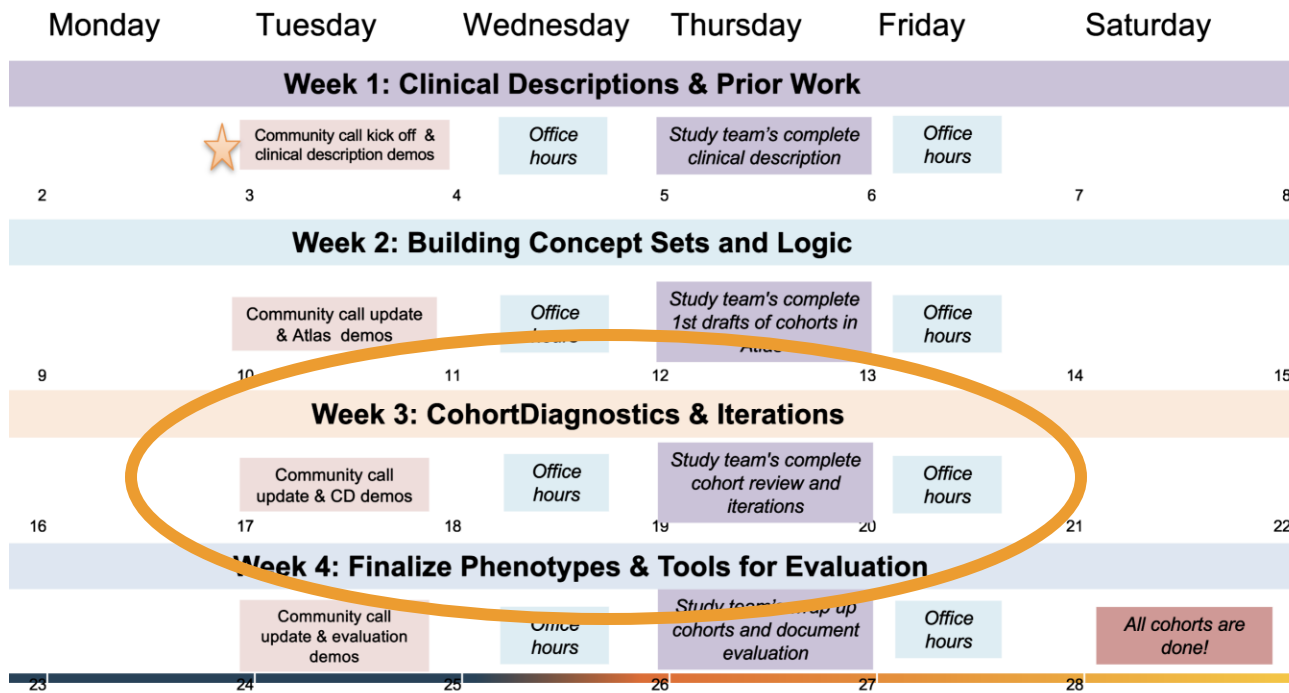 Monday Tuesday Wednesday Thursday Friday Saturday
Week 1: Clinical Descriptions & Prior Work
Community call kick off &
clinical description demos
Office
hours
Study team's complete
clinical description
Office
hours
2 3 4 5 6 7 8
Week 2: Building Concept Sets and Logic
Community call update
& Atlas demos
Office
hours
Study team's complete
1st drafts of cohorts in
Atlas
Office
hours
9 10 11 12 13 14 15
Week 3: CohortDiagnostics & Iterations
Community call
update & CD demos
Office
hours
Study team's complete
cohort review and
iterations
Office
hours
16 17 18 19 20 21 22
Week 4: Finalize Phenotypes & Tools for Evaluation
Community call
update & evaluation
demos
Office
hours
Study team's wrap up
cohorts and document
evaluation
Office
hours
All cohorts are
done!
23 24 25 26 27 28